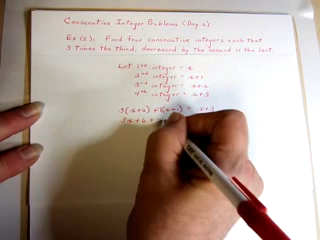 Consecutive Integer Problems (Day 2)
Ex(5): Find four consecutive integers such that
3 times the third, decreased by the second is the last.
Let 1st integer = x
2nd integer = x+1
3rd integer = x+2
4th integer = x+3
3(x+2) + (x+1) = x+3
3x+6 +